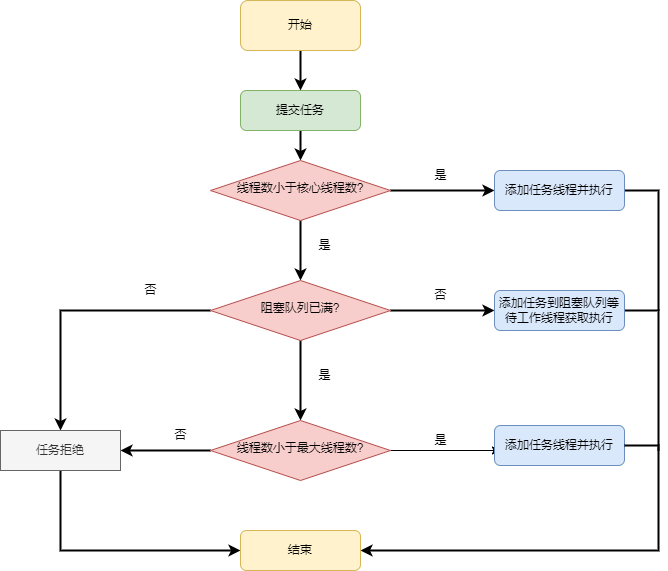 开始
提交任务
线程数小于核心线程数?
是
添加任务线程并执行
是
否
阻塞队列已满?
否
添加任务到阻塞队列等
待工作线程获取执行
是
任务拒绝
否
线程数小于最大线程数?
是
添加任务线程并执行
结束